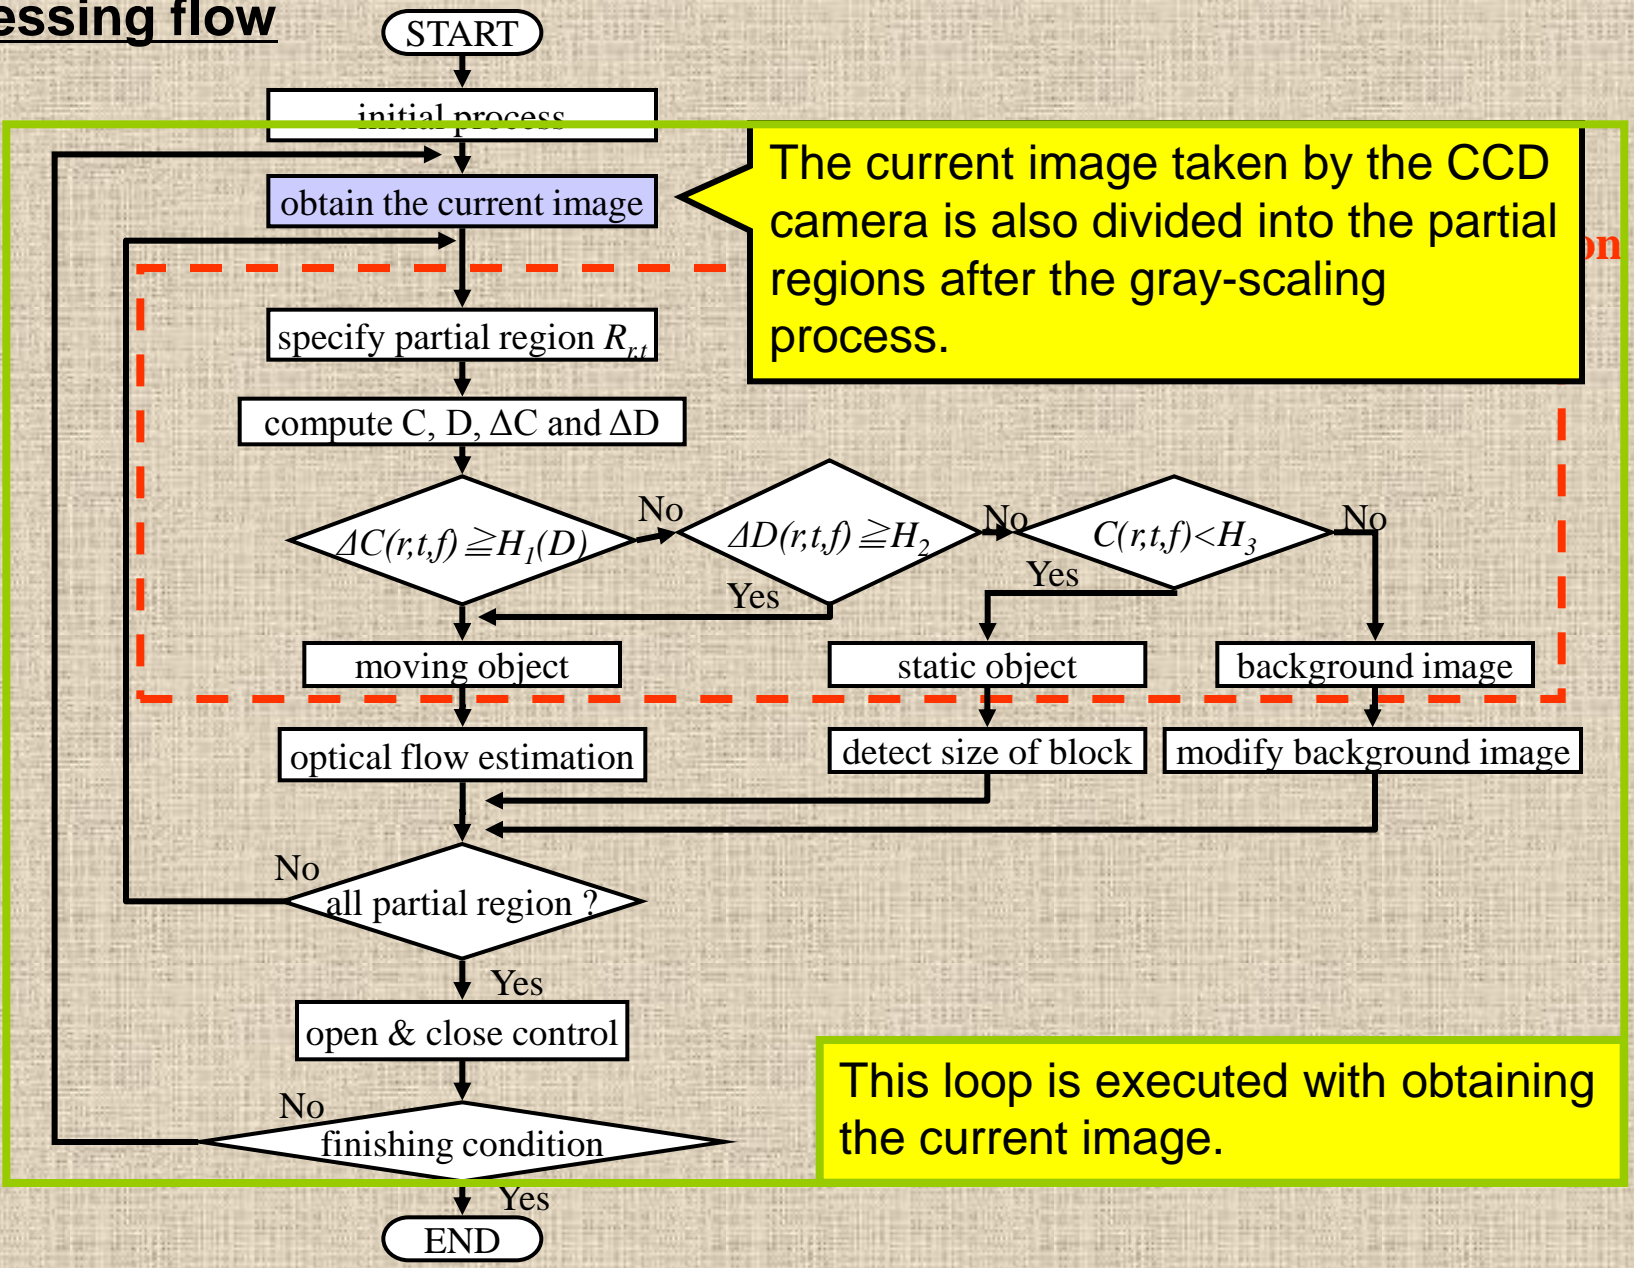 essing flow
START
initial process
obtain the current image
The current image taken by the CCD
camera is also divided into the partial
regions after the gray-scaling
process.
on
specify partial region R_{r,t}
compute C, D, ΔC and ΔD
ΔC(r,t,f)≧H_1(D)
No
ΔD(r,t,f)≧H_2
No
C(r,t,f)<H_3
No
Yes
Yes
moving object
static object
background image
optical flow estimation
detect size of block
modify background image
No
all partial region ?
Yes
open & close control
This loop is executed with obtaining
the current image.
No
finishing condition
Yes
END